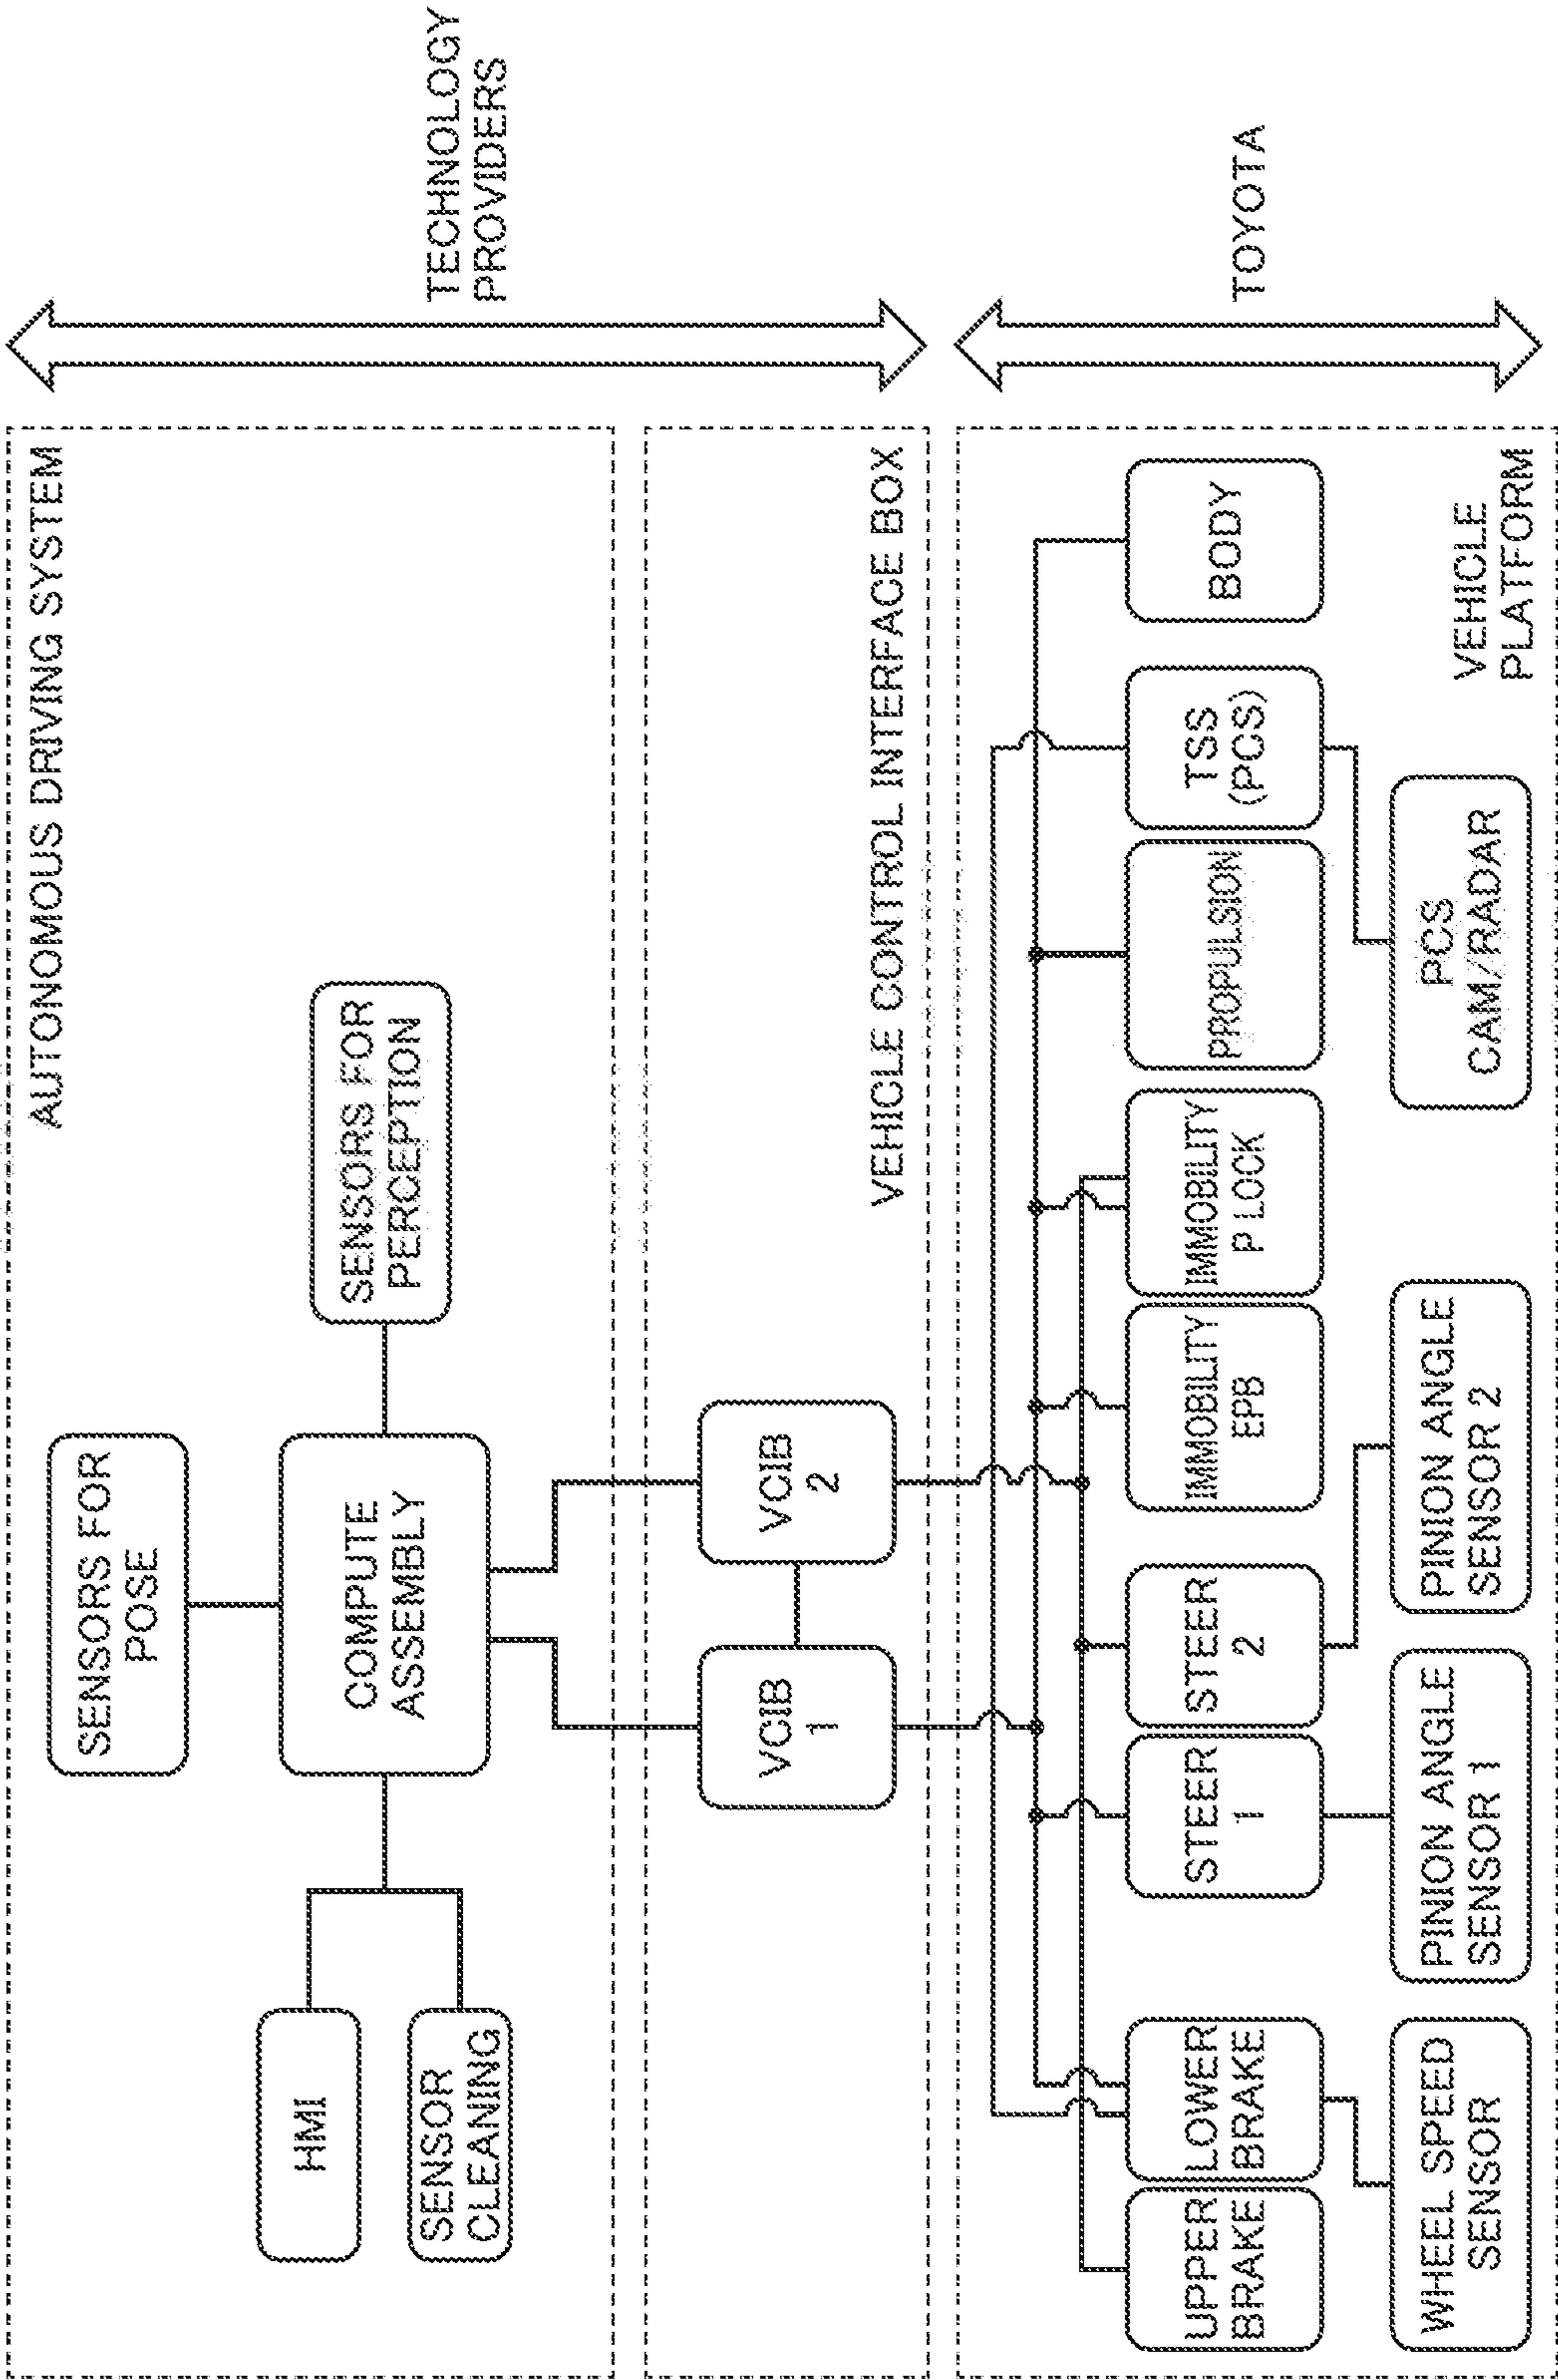 AUTONOMOUS DRIVING SYSTEM
SENSORS FOR
POSE
HMI
SENSOR
CLEANING
COMPUTE
ASSEMBLY
SENSORS FOR
PERCEPTION
TECHNOLOGY
PROVIDERS
VCIB
1
VCIB
2
VEHICLE CONTROL INTERFACE BOX
UPPER
BRAKE
LOWER
BRAKE
STEER
1
STEER
2
IMMOBILITY
EPB
IMMOBILITY
P LOCK
PROPULSION
TSS
(PCS)
BODY
TOYOTA
WHEEL SPEED
SENSOR
PINION ANGLE
SENSOR 1
PINION ANGLE
SENSOR 2
PCS
CAM/RADAR
VEHICLE
PLATFORM